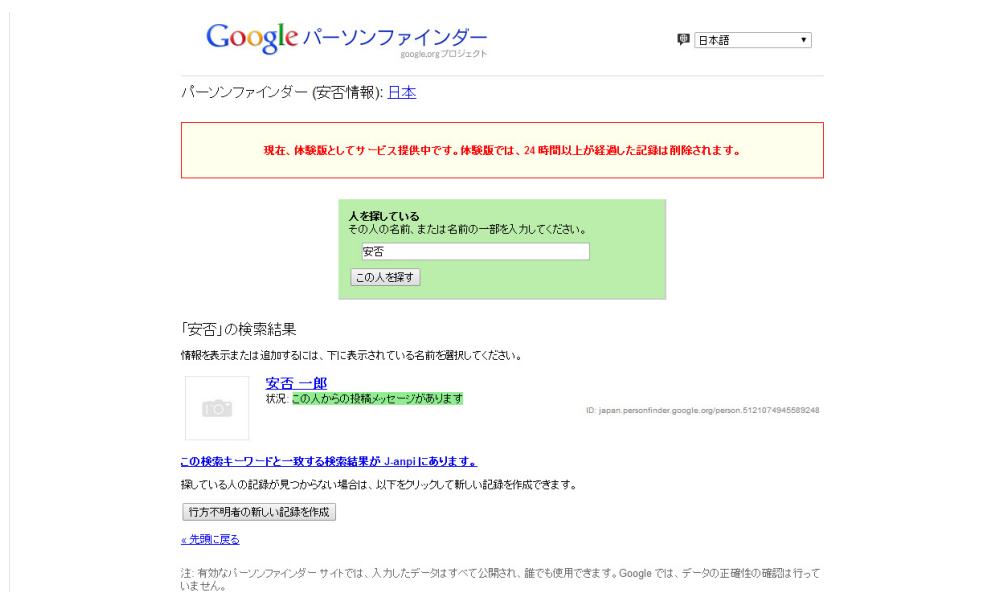 Google パーソンファインダー
google.orgプロジェクト
日本語
パーソンファインダー (安否情報): 日本
現在、体験版としてサービス提供中です。体験版では、24 時間以上が経過した記録は削除されます。
人を探している
その人の名前、または名前の一部を入力してください。
安否
この人を探す
「安否」の検索結果
情報を表示または追加するには、下に表示されている名前を選択してください。
安否 一郎
状況: この人からの投稿メッセージがあります
ID: japan.personfinder.google.org/person.5121074945589248
この検索キーワードと一致する検索結果が J-anpi にあります。
探している人の記録が見つからない場合は、以下をクリックして新しい記録を作成できます。
行方不明者の新しい記録を作成
« 先頭に戻る
注: 有効なパーソンファインダー サイトでは、入力したデータはすべて公開され、誰でも使用できます。Google では、データの正確性の確認は行って
いません。